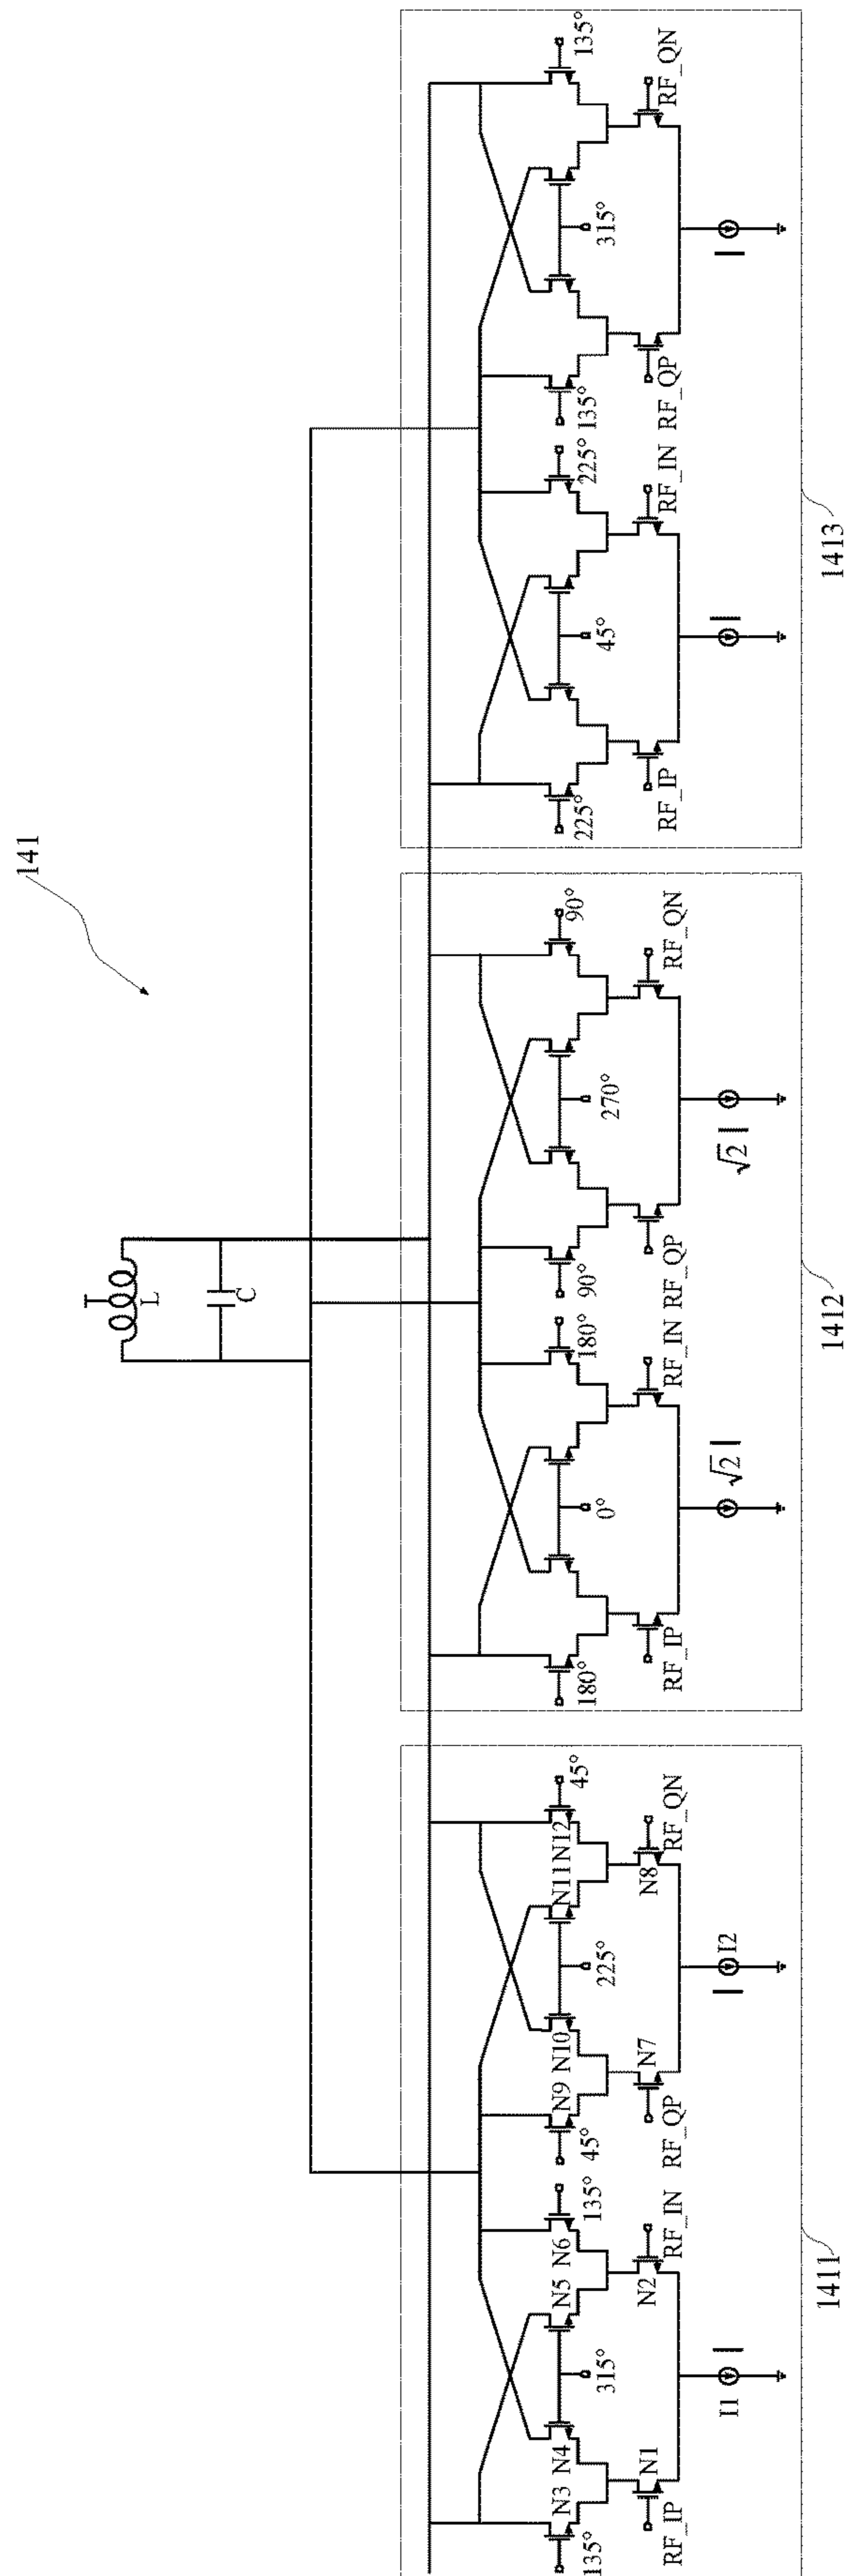 141
L
C
135°
N3
N4
315°
N5
N6
135°
RF_IP
N1
N2
RF_IN
I1
I
45°
N9
N10
225°
N11
N12
45°
RF_QP
N7
N8
RF_QN
I
I2
1411
180°
0°
180°
RF_IP
RF_IN
√2 I
90°
270°
90°
RF_QP
RF_QN
√2 I
1412
225°
45°
225°
RF_IP
RF_IN
I
135°
315°
135°
RF_QP
RF_QN
I
1413